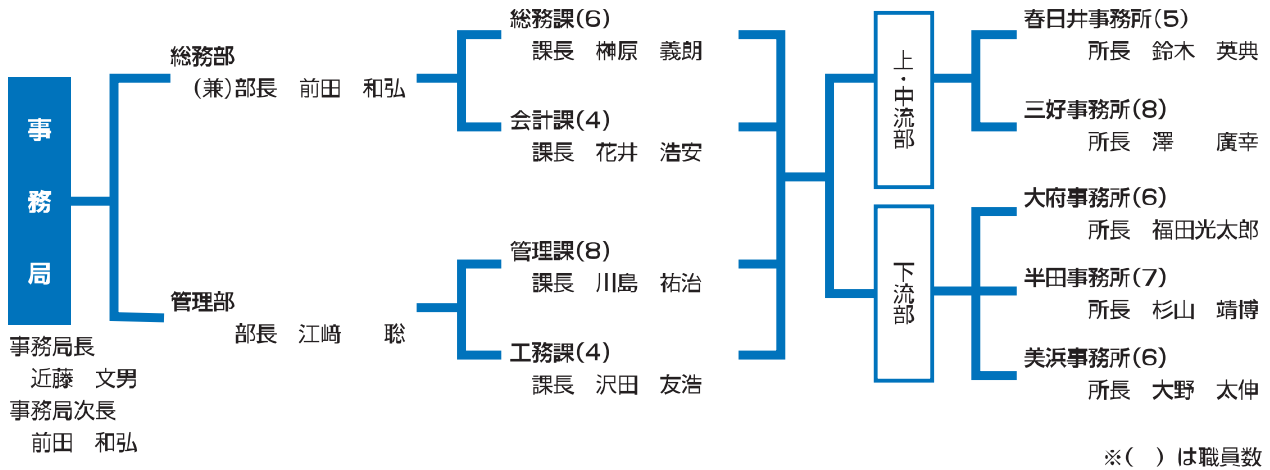 事務局
事務局長
近藤　文男
事務局次長
前田　和弘
総務部
(兼)部長　前田　和弘
管理部
部長　江﨑　　聡
総務課(6)
課長　榊原　義朗
会計課(4)
課長　花井　浩安
管理課(8)
課長　川島　祐治
工務課(4)
課長　沢田　友浩
上・中流部
下流部
春日井事務所(5)
所長　鈴木　英典
三好事務所(8)
所長　澤　　廣幸
大府事務所(6)
所長　福田光太郎
半田事務所(7)
所長　杉山　靖博
美浜事務所(6)
所長　大野　太伸
※(　)は職員数